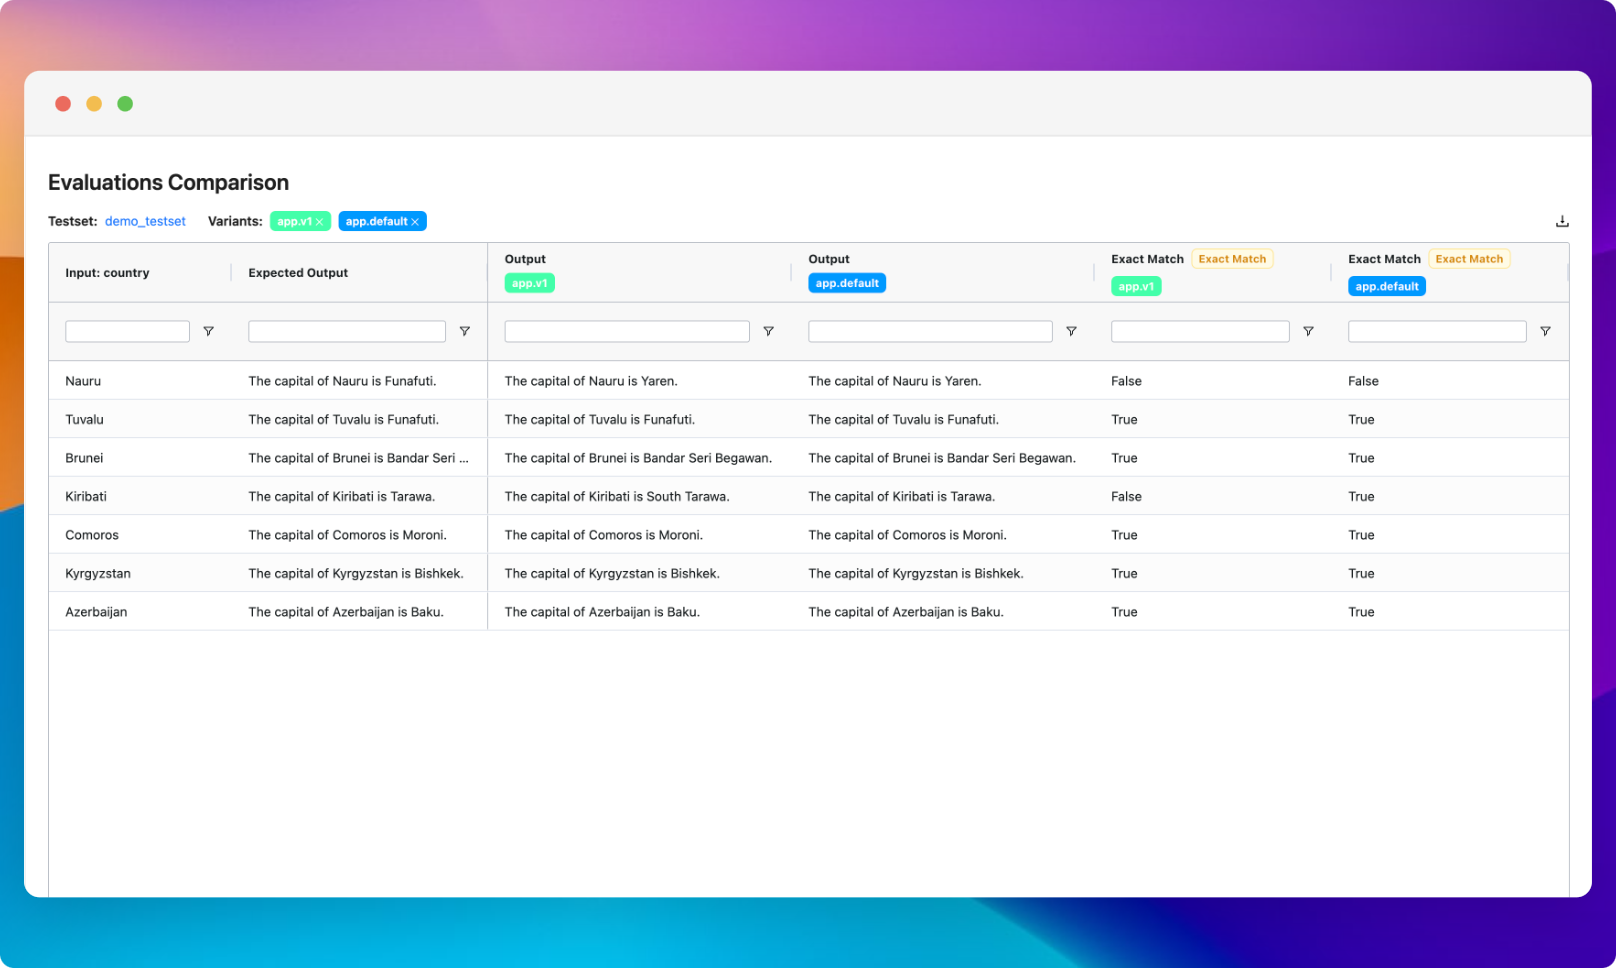 Evaluations Comparison
Testset: demo_testset Variants: app.v1 × app.default ×
Input: country Expected Output Output app.v1 Output app.default Exact Match Exact Match app.v1 Exact Match Exact Match app.default
Nauru The capital of Nauru is Funafuti. The capital of Nauru is Yaren. The capital of Nauru is Yaren. False False
Tuvalu The capital of Tuvalu is Funafuti. The capital of Tuvalu is Funafuti. The capital of Tuvalu is Funafuti. True True
Brunei The capital of Brunei is Bandar Seri ... The capital of Brunei is Bandar Seri Begawan. The capital of Brunei is Bandar Seri Begawan. True True
Kiribati The capital of Kiribati is Tarawa. The capital of Kiribati is South Tarawa. The capital of Kiribati is Tarawa. False True
Comoros The capital of Comoros is Moroni. The capital of Comoros is Moroni. The capital of Comoros is Moroni. True True
Kyrgyzstan The capital of Kyrgyzstan is Bishkek. The capital of Kyrgyzstan is Bishkek. The capital of Kyrgyzstan is Bishkek. True True
Azerbaijan The capital of Azerbaijan is Baku. The capital of Azerbaijan is Baku. The capital of Azerbaijan is Baku. True True